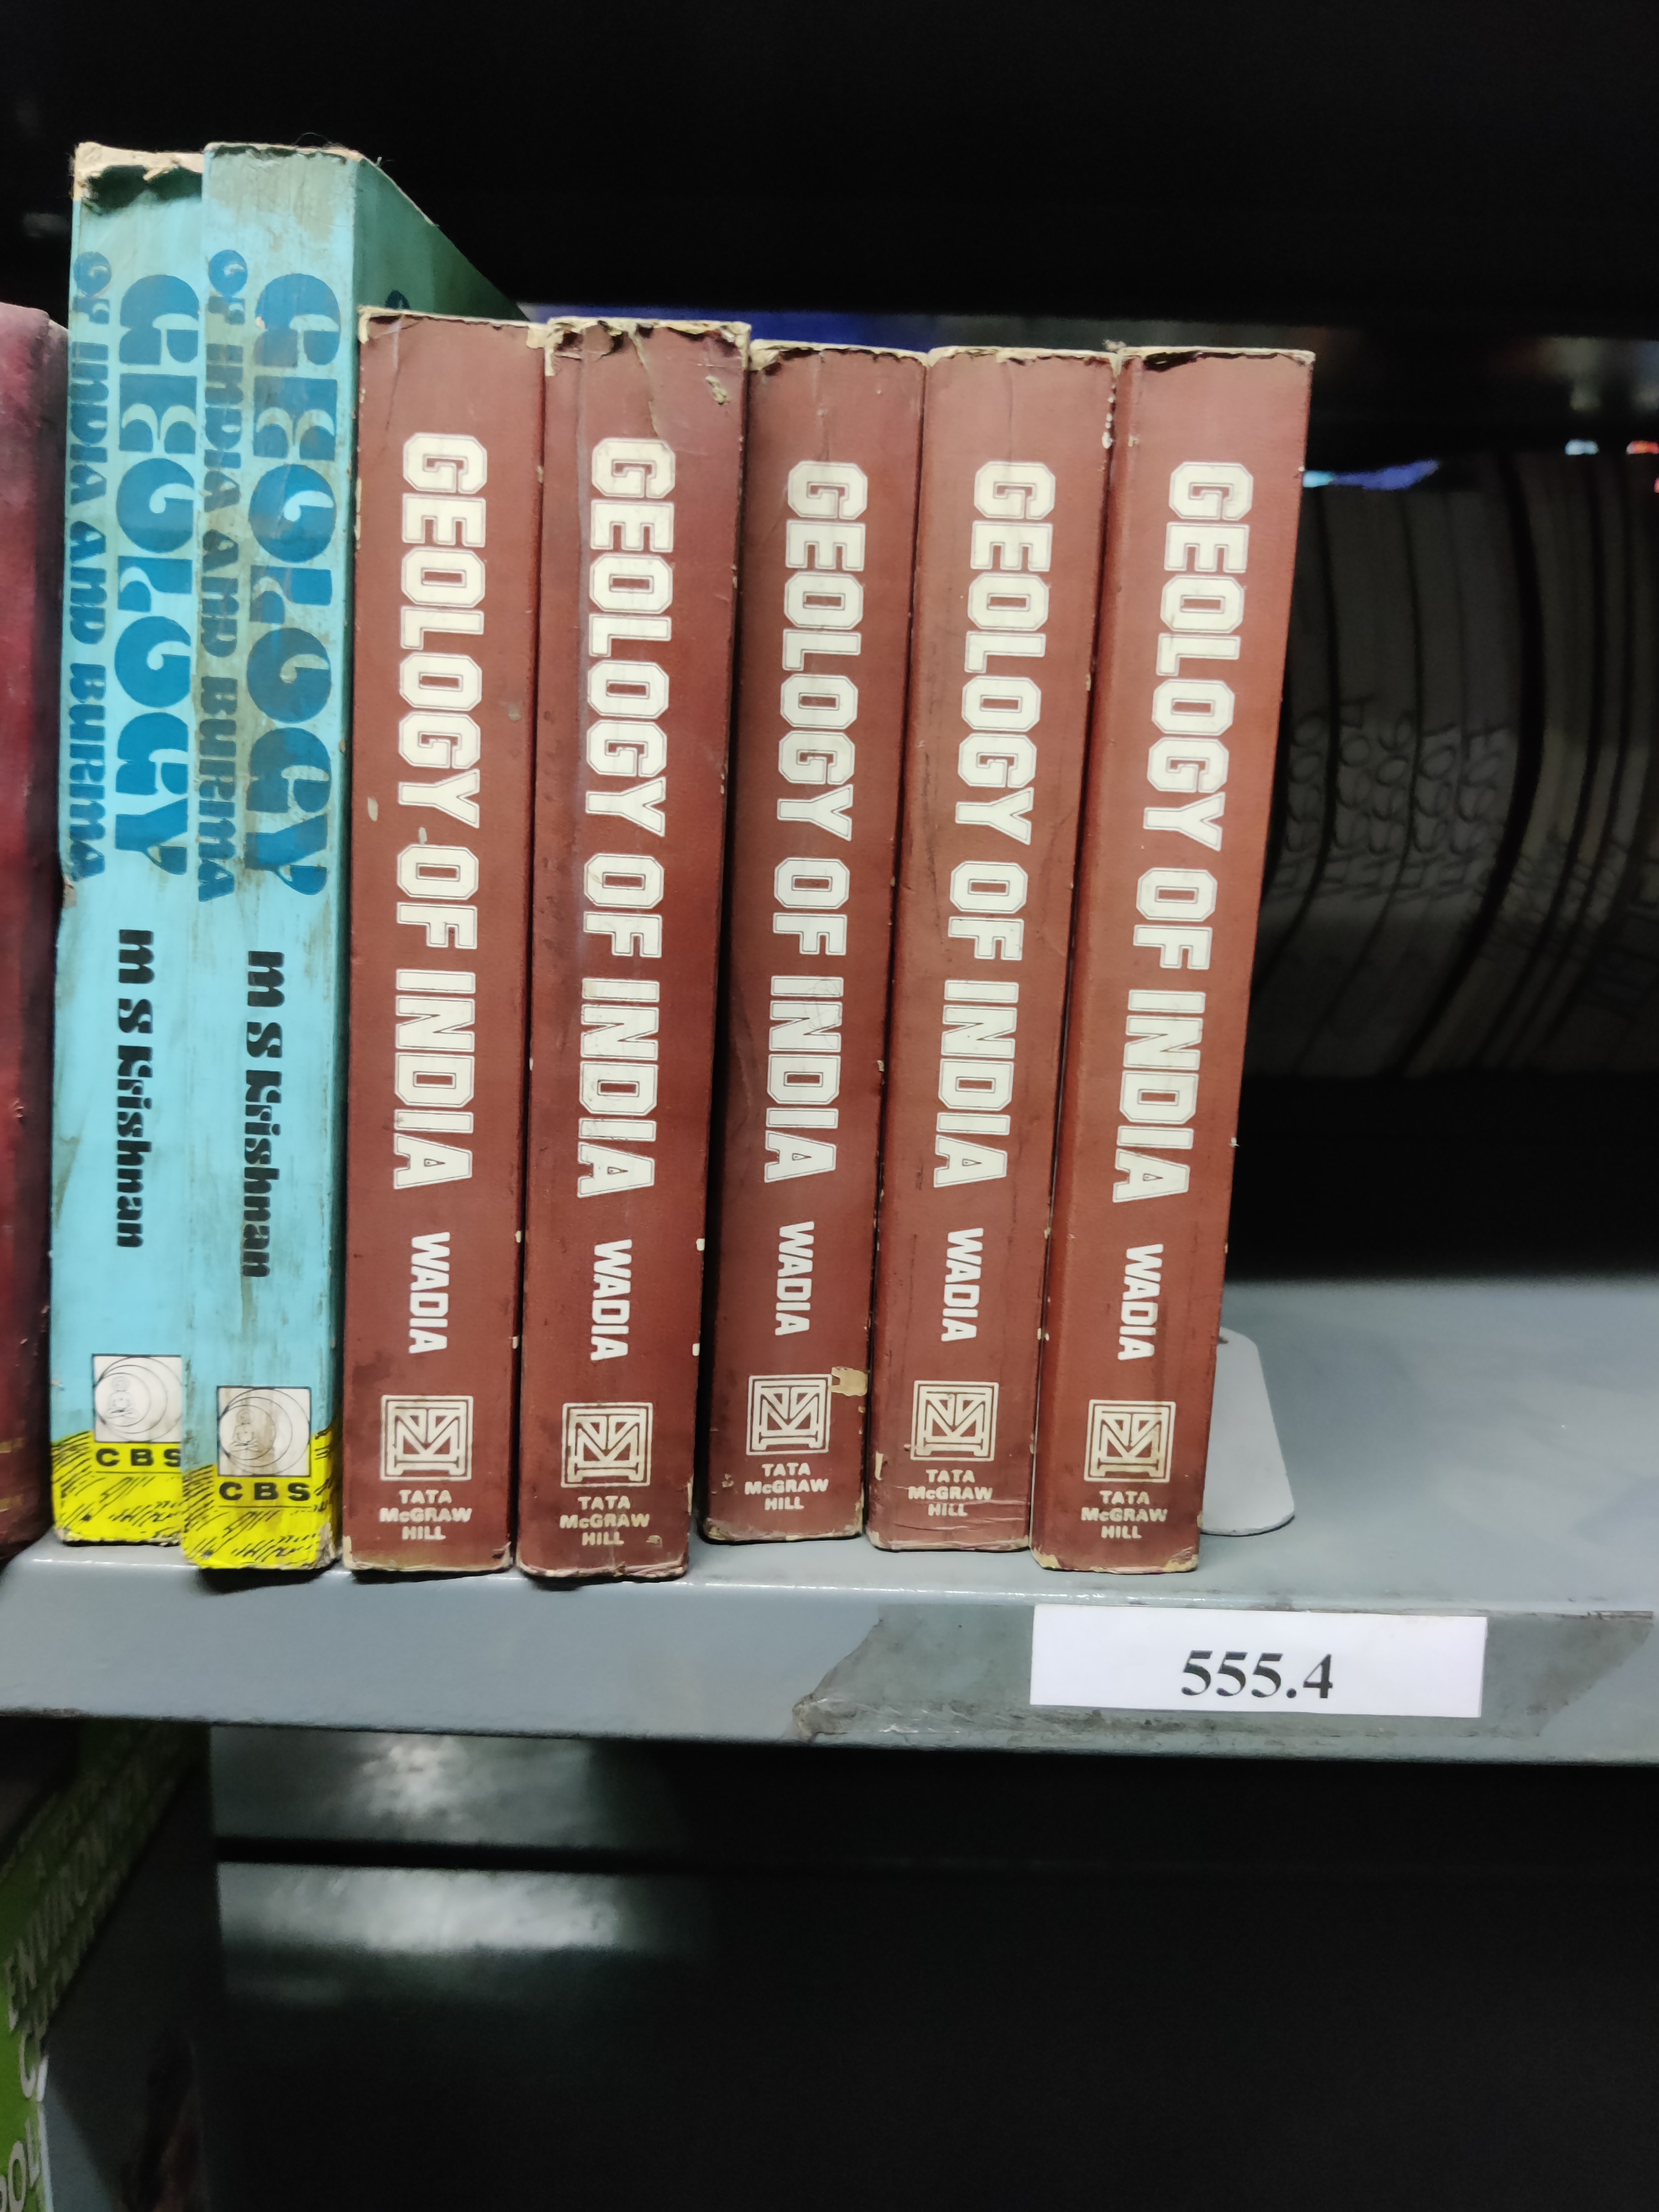 GEOLOGY
OF INDIA AND BURMA
M S Krishnan
CBS
GEOLOGY
OF INDIA AND BURMA
M S Krishnan
CBS
GEOLOGY OF INDIA WADIA
TATA
McGRAW
HILL
GEOLOGY OF INDIA WADIA
TATA
McGRAW
HILL
GEOLOGY OF INDIA WADIA
TATA
McGRAW
HILL
GEOLOGY OF INDIA WADIA
TATA
McGRAW
HILL
GEOLOGY OF INDIA WADIA
TATA
McGRAW
HILL
555.4